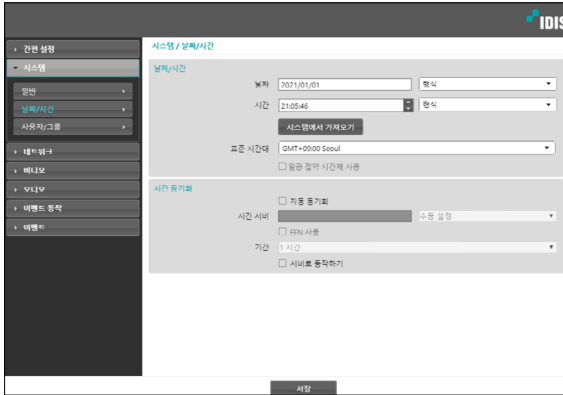 IDIS
간편 설정
시스템
일반
날짜/시간
사용자/그룹
네트워크
비디오
오디오
이벤트 동작
이벤트
시스템 / 날짜/시간
날짜/시간
날짜 2021/01/01 형식
시간 21:05:46 형식
시스템에서 가져오기
표준 시간대 GMT+09:00 Seoul
일광 절약 시간제 사용
시간 동기화
자동 동기화
시간 서버 수동 설정
FEN 사용
기간 1 시간
서버로 동작하기
저장